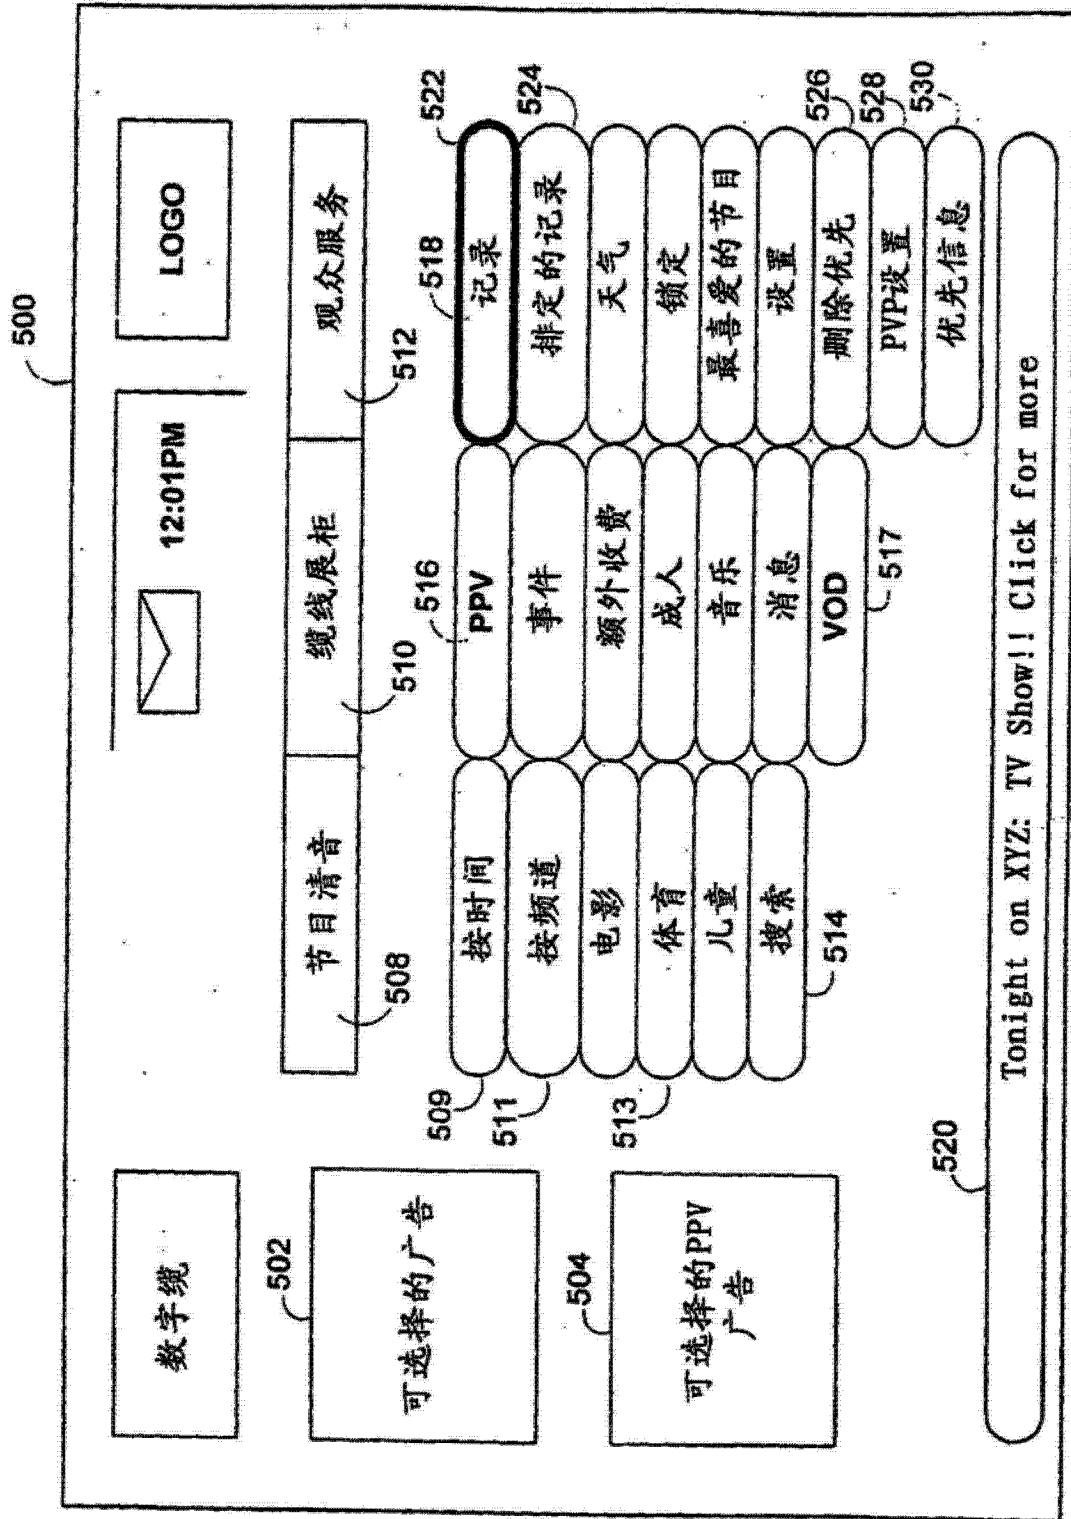 500
数字缆
12:01PM
LOGO
502
可选择的广告
504
可选择的PPV
广告
节目清音
缆线展柜
观众服务
508
510
512
516
518
522
509
按时间
PPV
记录
511
按频道
事件
排定的记录
524
电影
额外收费
天气
513
体育
成人
锁定
儿童
音乐
最喜爱的节目
搜索
消息
设置
514
VOD
删除优先
526
517
PVP设置
528
优先信息
530
520
Tonight on XYZ: TV Show!! Click for more